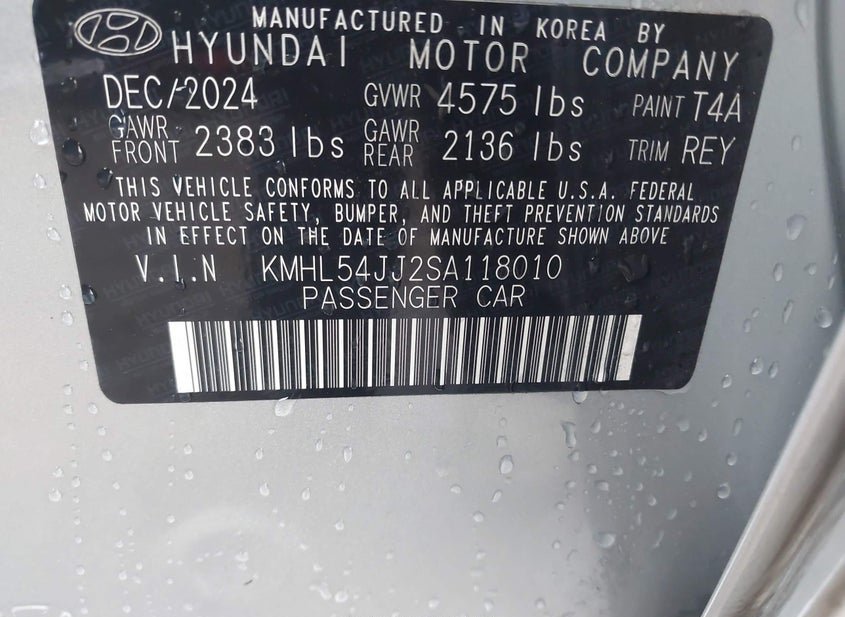 MANUFACTURED IN KOREA BY
HYUNDAI MOTOR COMPANY
DEC/2024 GVWR 4575 lbs PAINT T4A
GAWR FRONT 2383 lbs GAWR REAR 2136 lbs TRIM REY
THIS VEHICLE CONFORMS TO ALL APPLICABLE U.S.A. FEDERAL
MOTOR VEHICLE SAFETY, BUMPER, AND THEFT PREVENTION STANDARDS
IN EFFECT ON THE DATE OF MANUFACTURE SHOWN ABOVE
V.I.N KMHL54JJ2SA118010
PASSENGER CAR